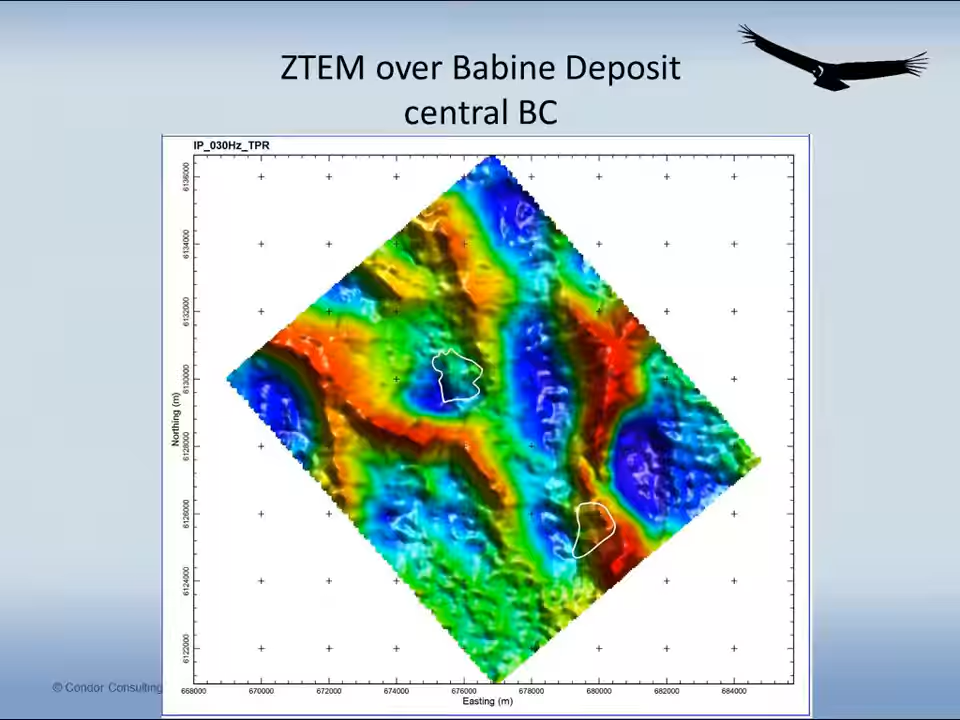 ZTEM over Babine Deposit
central BC
IP_030Hz_TPR
6136000
6134000
6132000
6130000
6128000
6126000
6124000
6122000
Northing (m)
668000 670000 672000 674000 676000 678000 680000 682000 684000
Easting (m)
© Condor Consulting